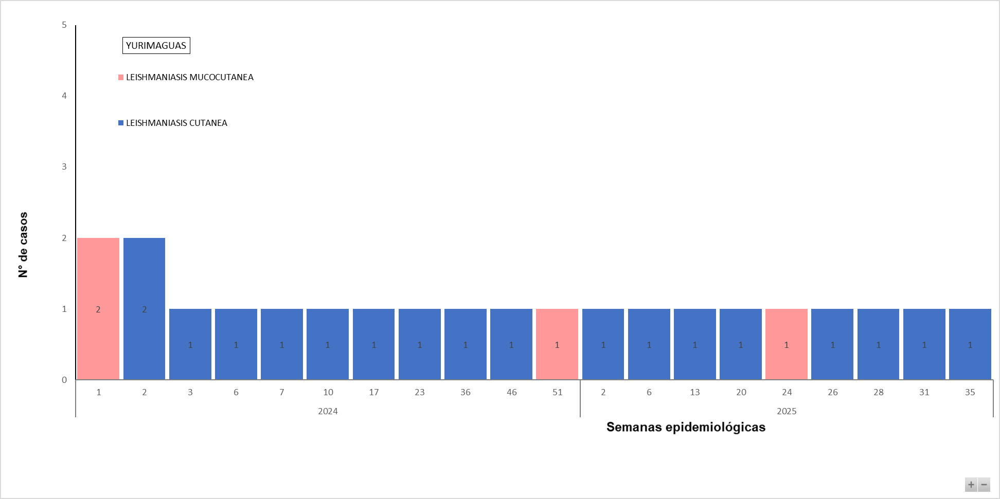 5
YURIMAGUAS
LEISHMANIASIS MUCOCUTANEA
4
LEISHMANIASIS CUTANEA
3
2
1
0
N° de casos
2 2 1 1 1 1 1 1 1 1 1 1 1 1 1 1 1 1 1 1
1 2 3 6 7 10 17 23 36 46 51 2 6 13 20 24 26 28 31 35
2024 2025
Semanas epidemiológicas
+ −